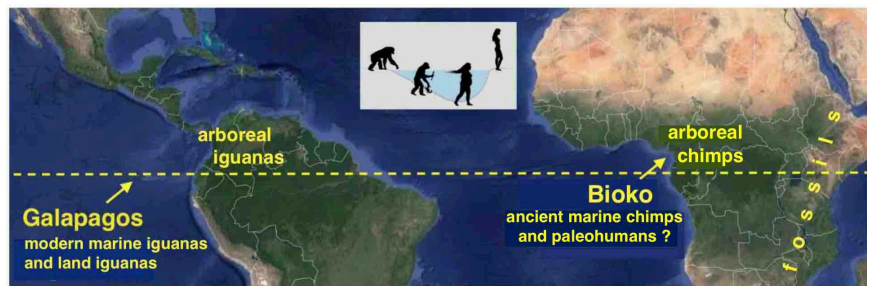 arboreal
iguanas
Galapagos
modern marine iguanas
and land iguanas
arboreal
chimps
Bioko
ancient marine chimps
and paleohumans ?
fossils